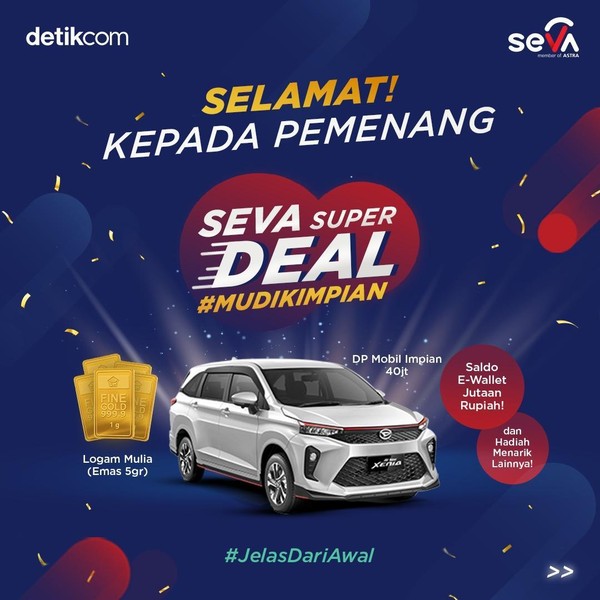 detikcom
seva
member of ASTRA
SELAMAT!
KEPADA PEMENANG
SEVA SUPER
DEAL
#MUDIKIMPIAN
DP Mobil Impian
40jt
Saldo
E-Wallet
Jutaan
Rupiah!
FINE
GOLD
999.9
1 g
XENIA
dan
Hadiah
Menarik
Lainnya!
Logam Mulia
(Emas 5gr)
#JelasDariAwal
>>